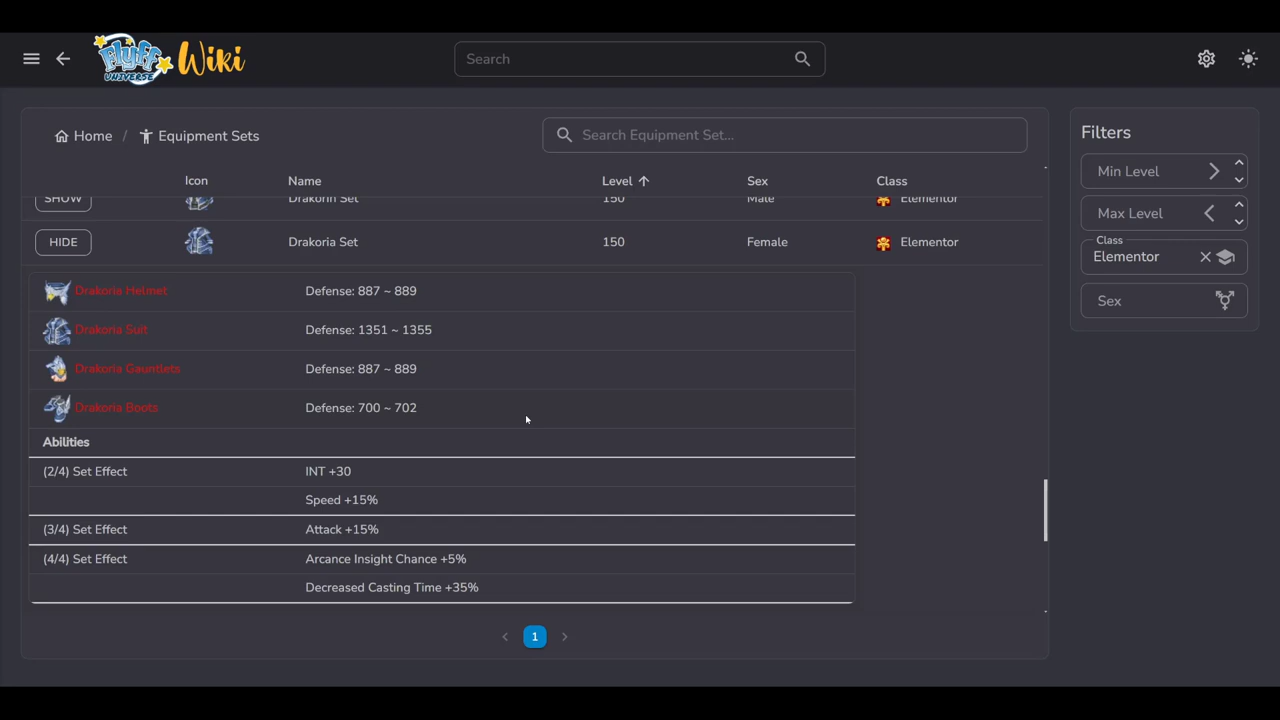 Flyff UNIVERSE Wiki
Search
Home / Equipment Sets
Search Equipment Set...
Filters
Icon Name Level Sex Class
Min Level
Max Level
Class
Elementor
Sex
SHOW Drakorin Set 150 Male Elementor
HIDE Drakoria Set 150 Female Elementor
Drakoria Helmet Defense: 887 ~ 889
Drakoria Suit Defense: 1351 ~ 1355
Drakoria Gauntlets Defense: 887 ~ 889
Drakoria Boots Defense: 700 ~ 702
Abilities
(2/4) Set Effect INT +30
Speed +15%
(3/4) Set Effect Attack +15%
(4/4) Set Effect Arcance Insight Chance +5%
Decreased Casting Time +35%
1